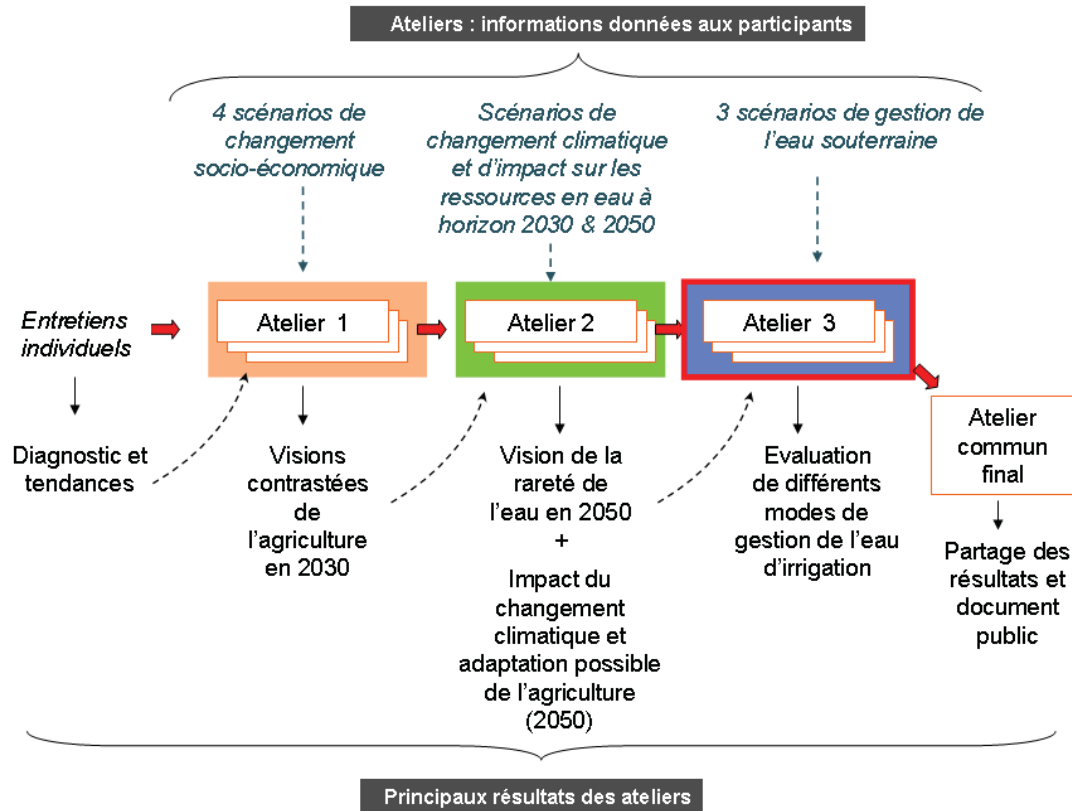 Ateliers : informations données aux participants
4 scénarios de
changement
socio-économique
Scénarios de
changement climatique
et d'impact sur les
ressources en eau à
horizon 2030 & 2050
3 scénarios de gestion de
l'eau souterraine
Entretiens
individuels
Atelier 1
Atelier 2
Atelier 3
Atelier
commun
final
Diagnostic et
tendances
Visions
contrastées
de
l'agriculture
en 2030
Vision de la
rareté de
l'eau en 2050
+
Impact du
changement
climatique et
adaptation possible
de l'agriculture
(2050)
Evaluation
de différents
modes de
gestion de l'eau
d'irrigation
Partage des
résultats et
document
public
Principaux résultats des ateliers